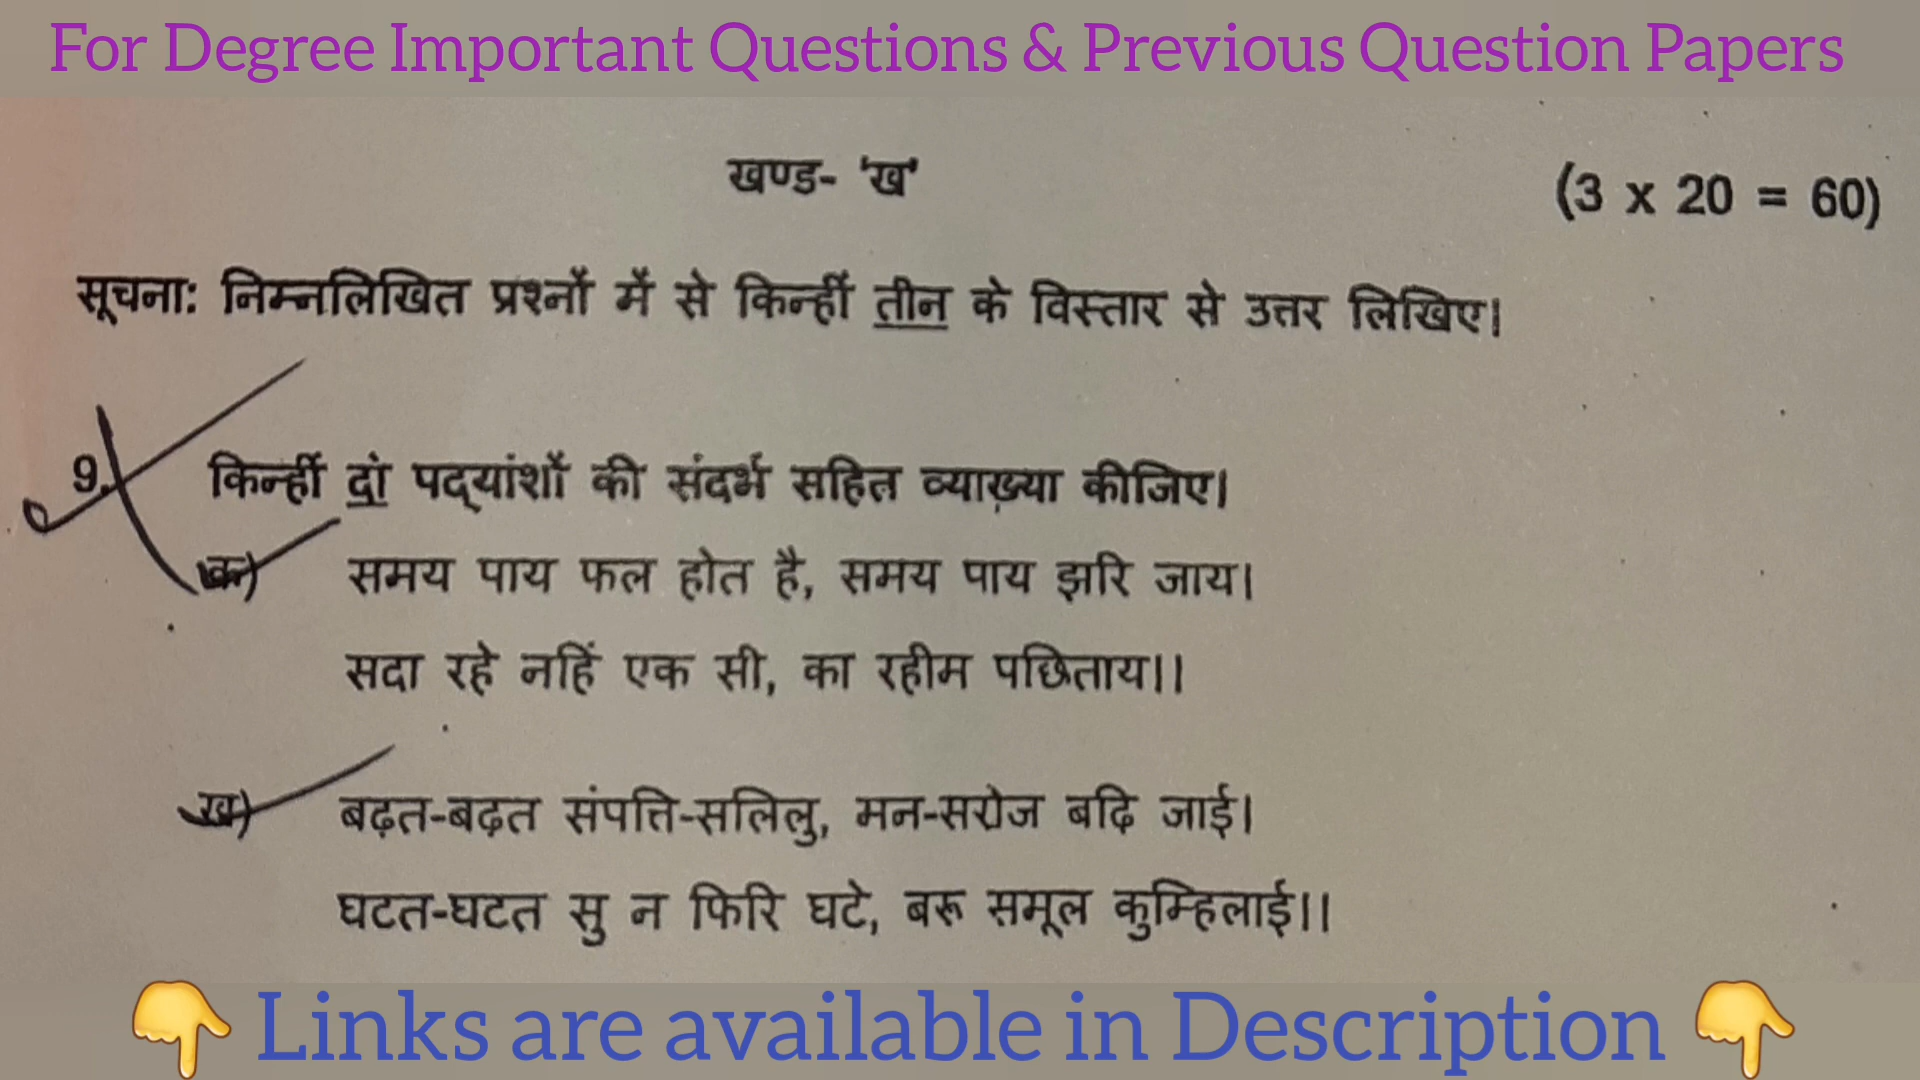 For Degree Important Questions & Previous Question Papers
खण्ड- 'ख'
(3 x 20 = 60)
सूचना: निम्नलिखित प्रश्नों में से किन्हीं तीन के विस्तार से उत्तर लिखिए।
9. किन्हीं दो पद्यांशों की संदर्भ सहित व्याख़्या कीजिए।
क) समय पाय फल होत है, समय पाय झरि जाय।
सदा रहे नहिं एक सी, का रहीम पछिताय।।
ख) बढ़त-बढ़त संपत्ति-सलिलु, मन-सरोज बढ़ि जाई।
घटत-घटत सु न फिरि घटे, बरू समूल कुम्हिलाई।।
👇 Links are available in Description 👇